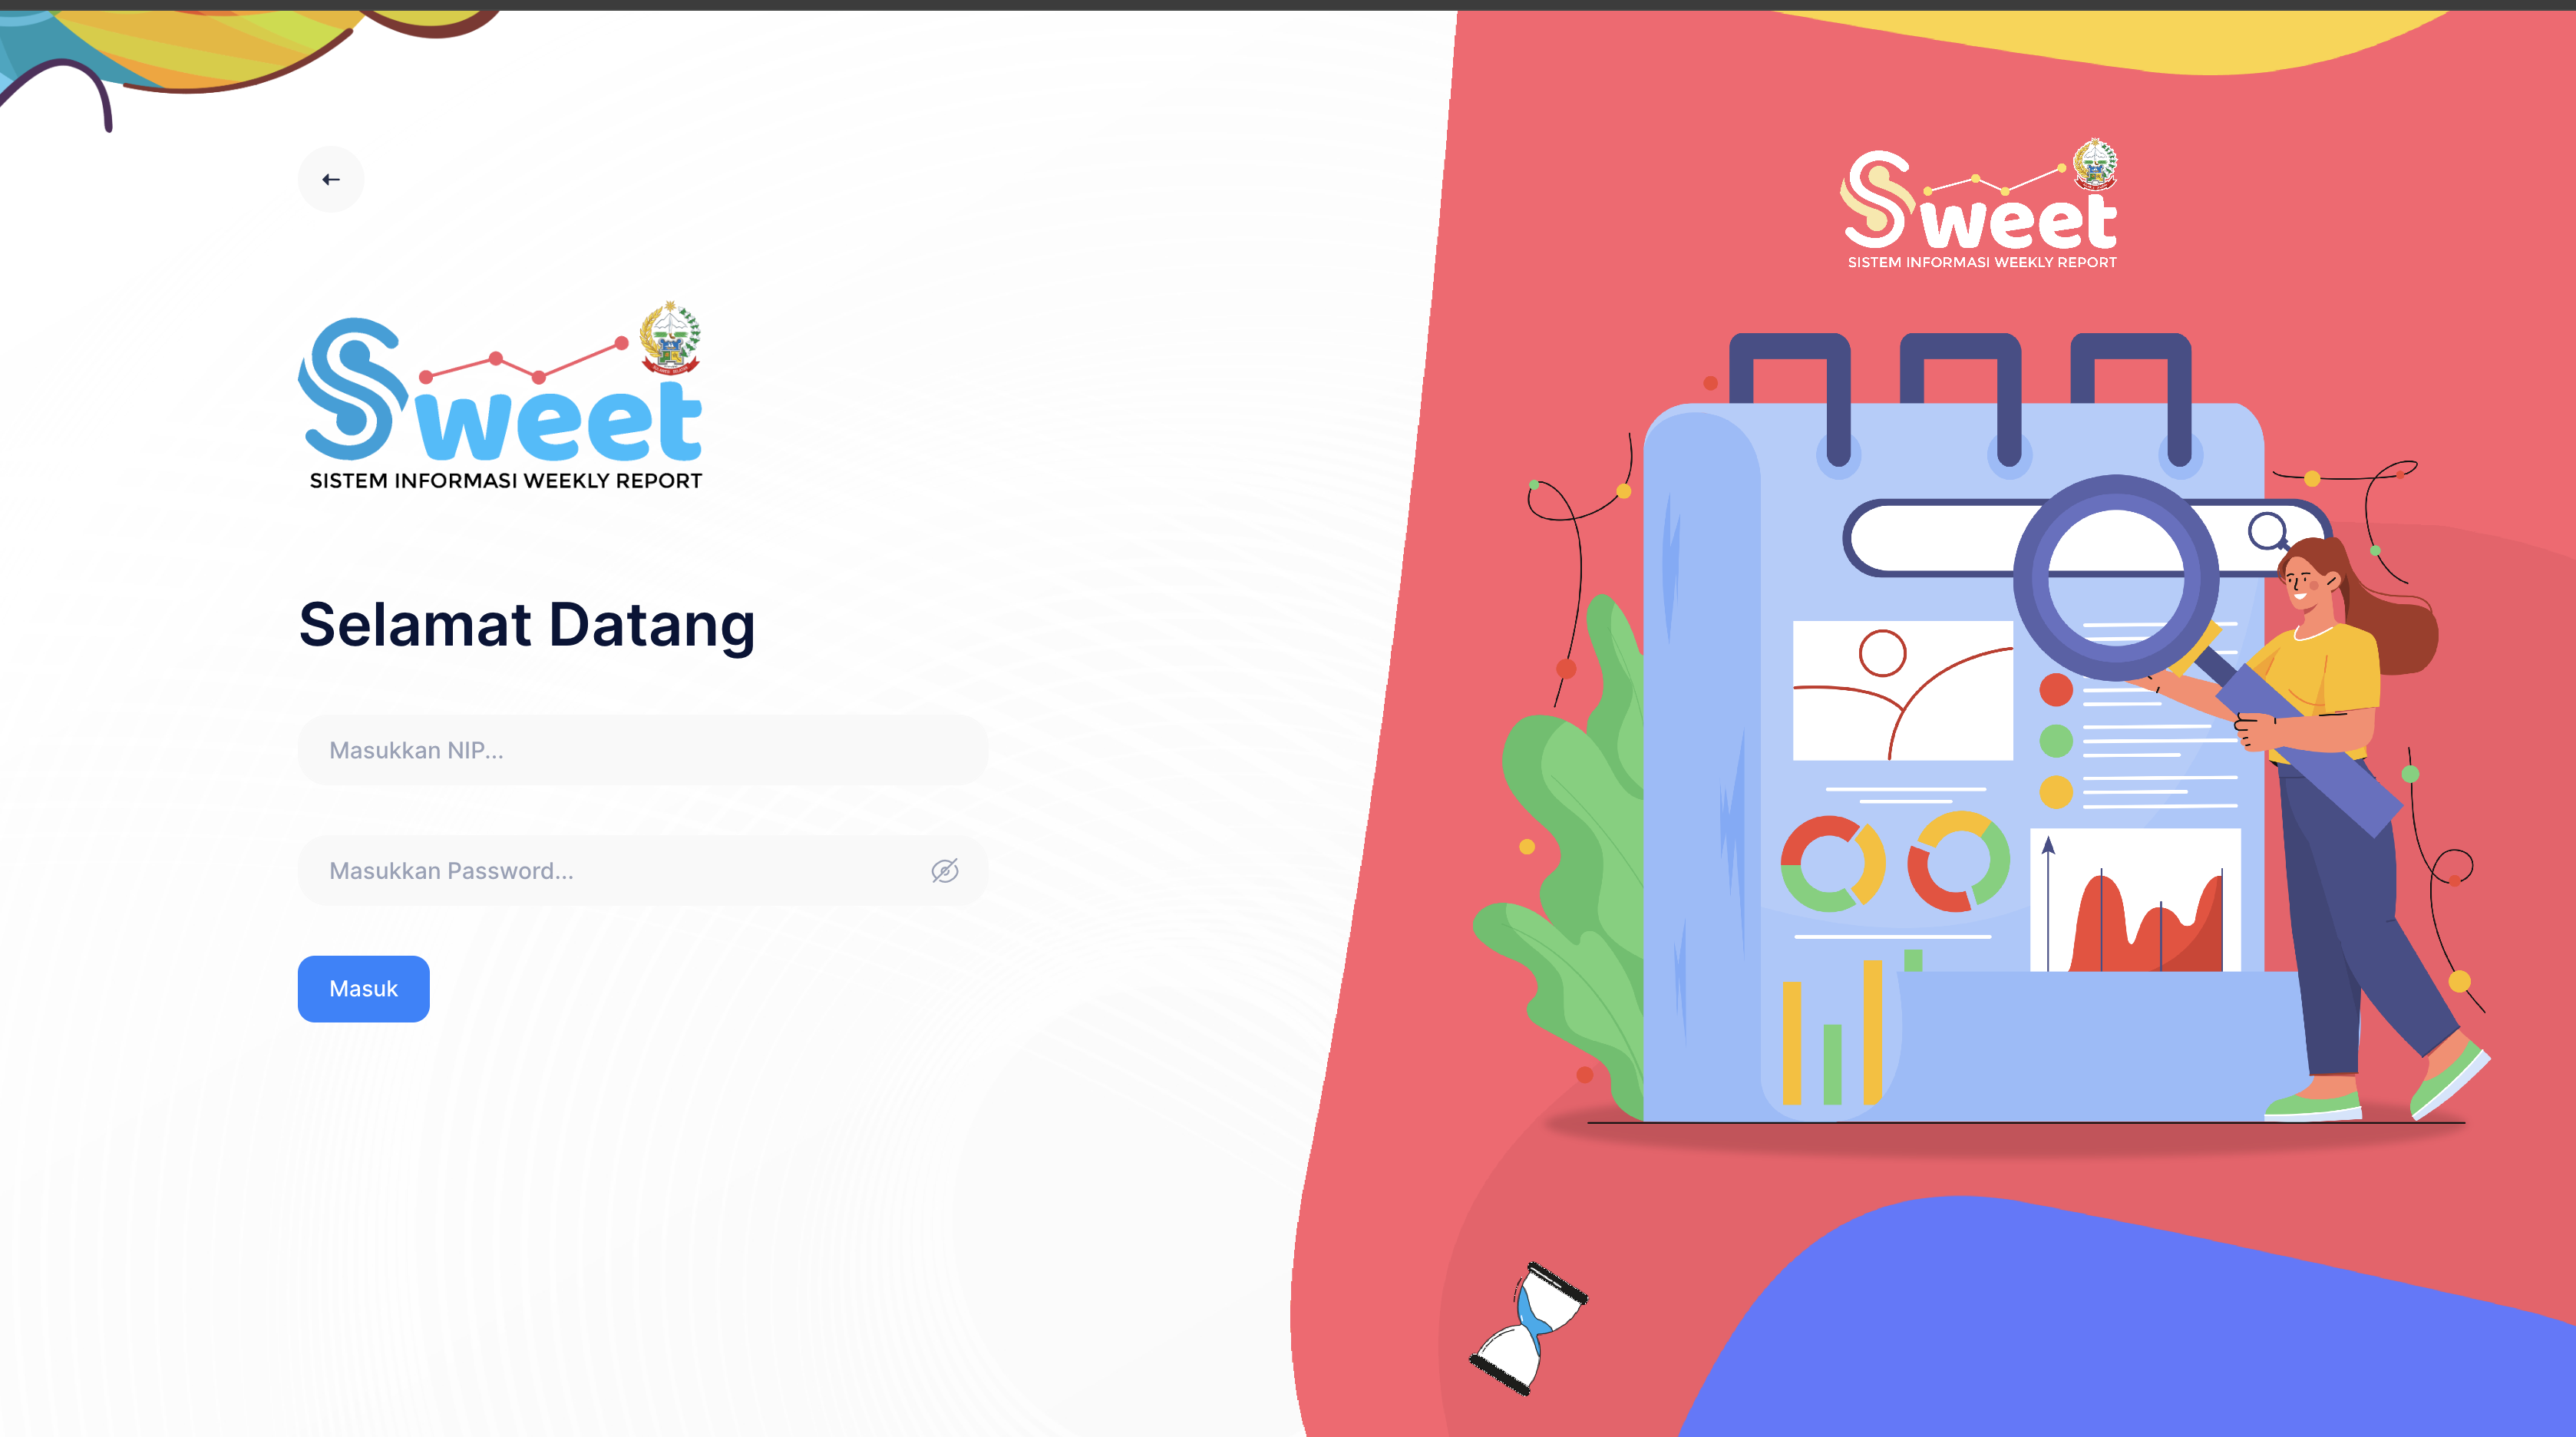 Sweet
SISTEM INFORMASI WEEKLY REPORT
Selamat Datang
Masukkan NIP...
Masukkan Password...
Masuk
Sweet
SISTEM INFORMASI WEEKLY REPORT